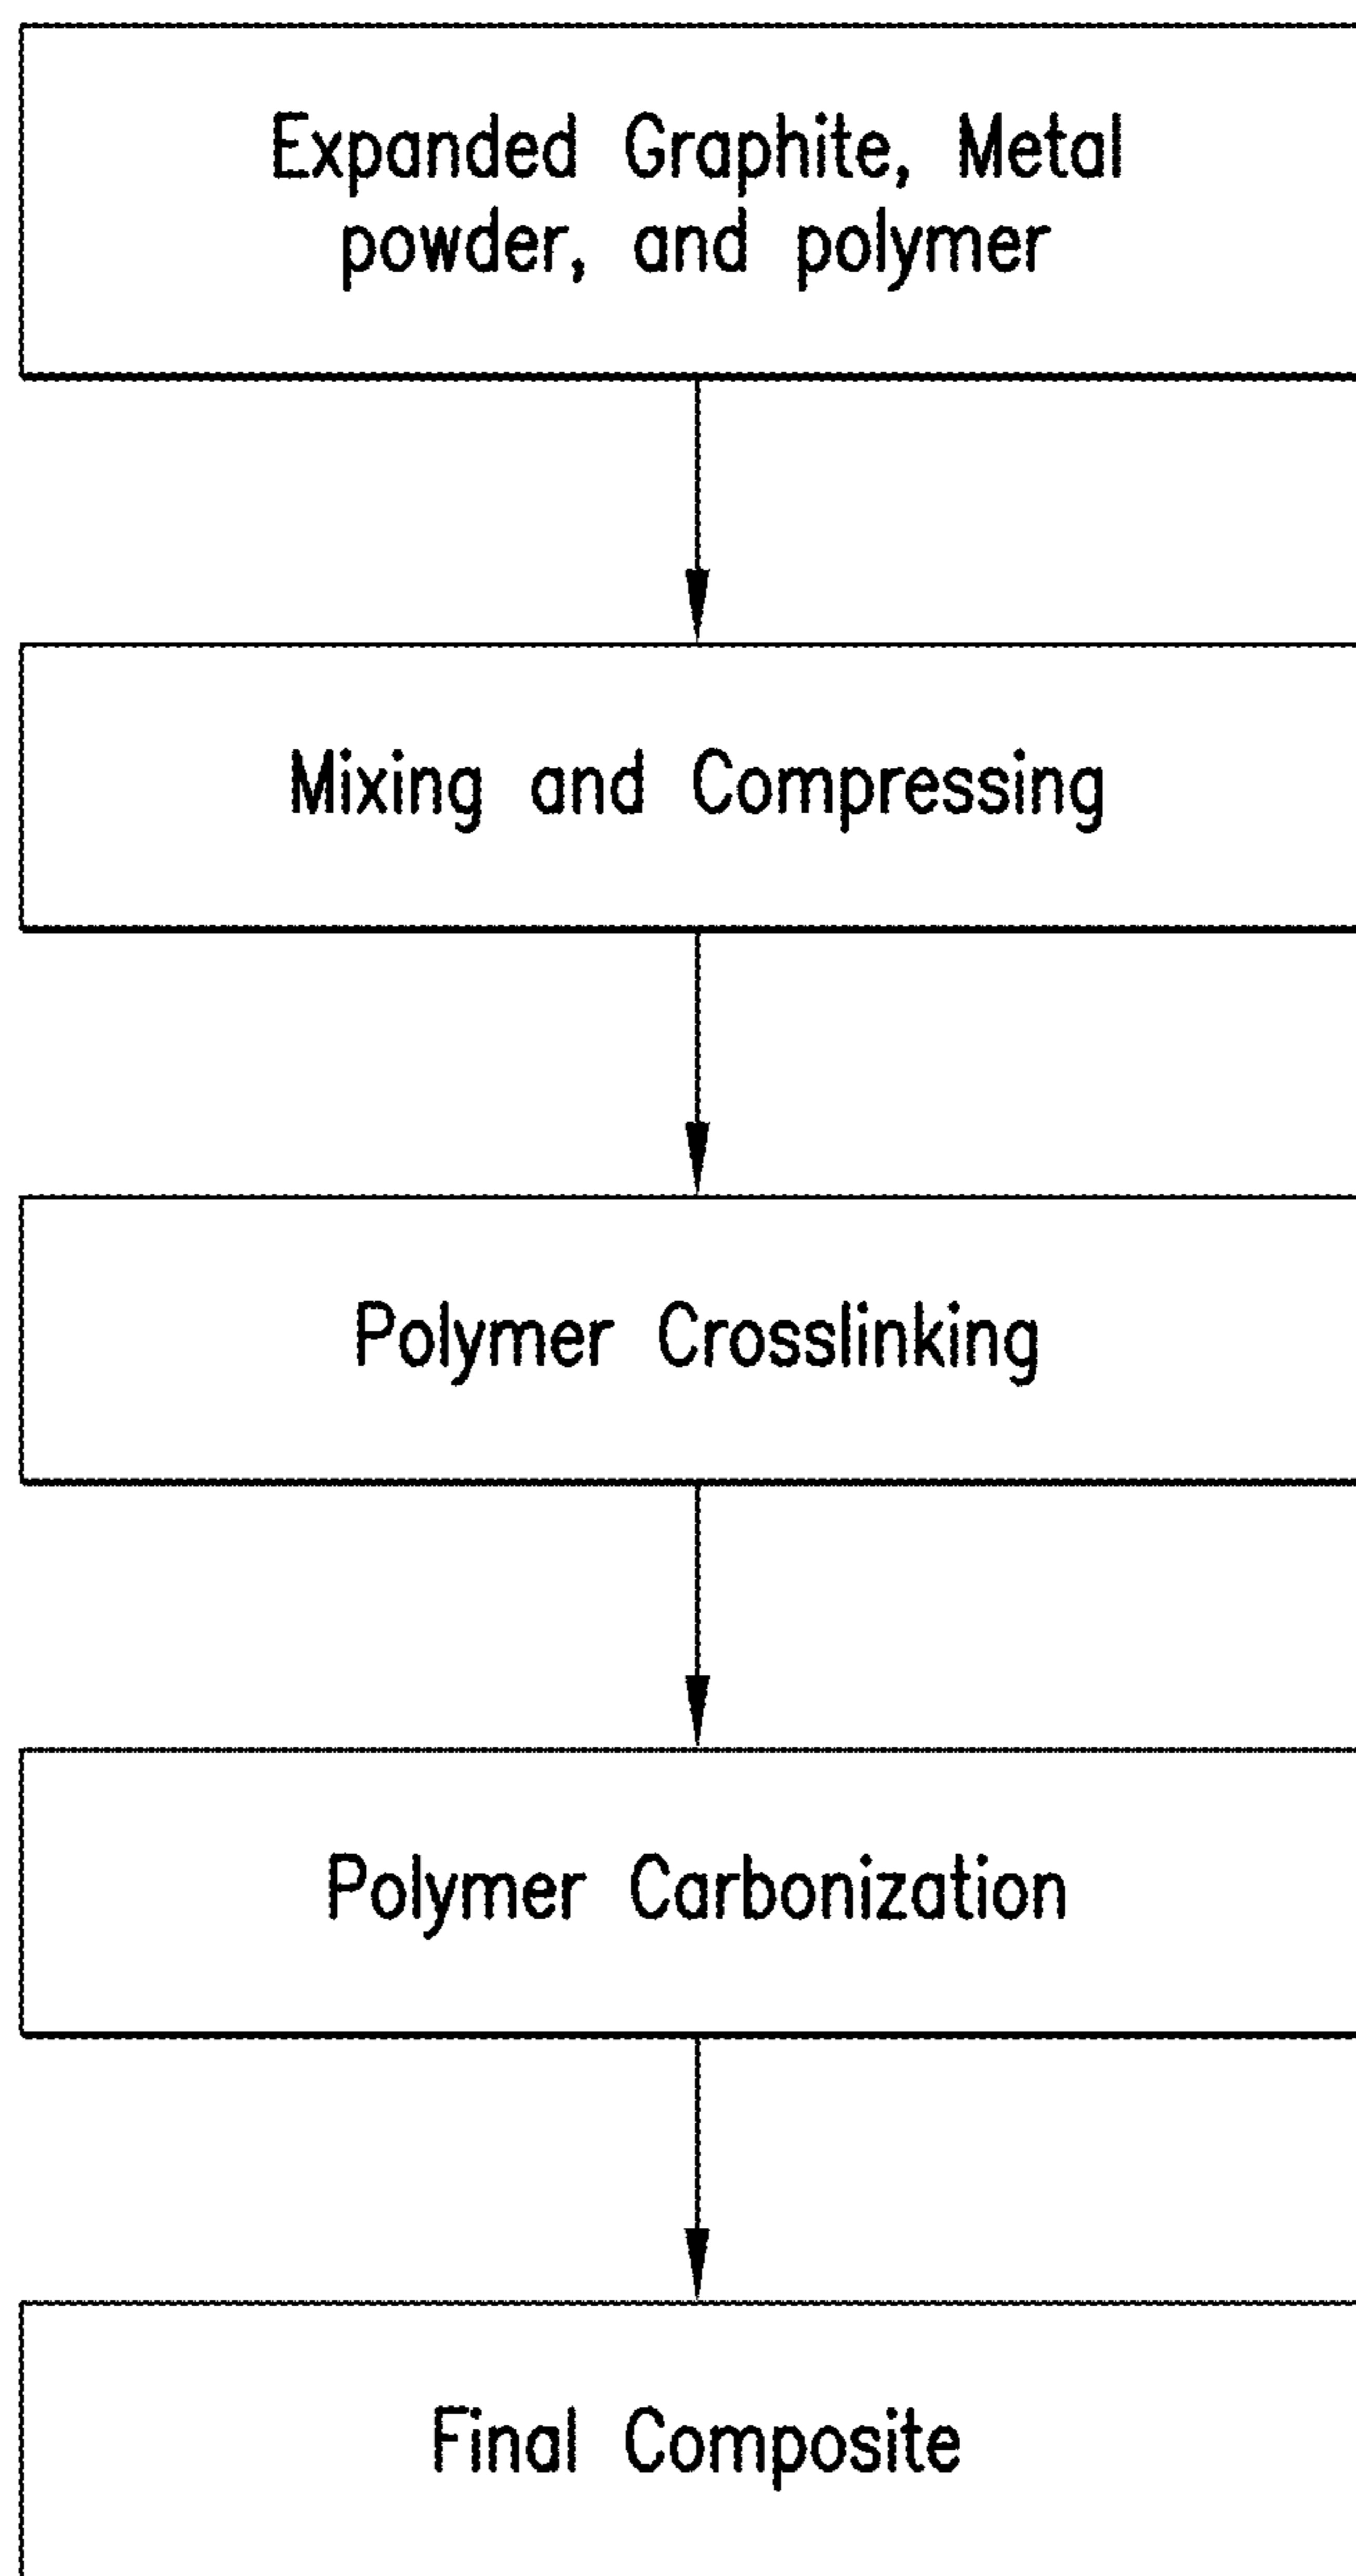 Expanded Graphite, Metal
powder, and polymer
Mixing and Compressing
Polymer Crosslinking
Polymer Carbonization
Final Composite